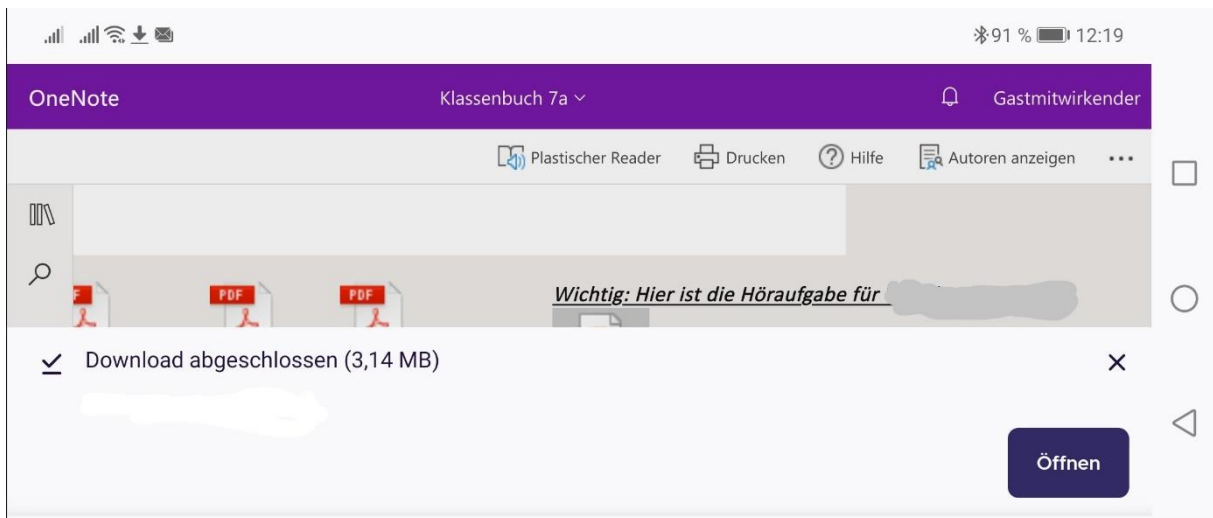 91 % 12:19
OneNote Klassenbuch 7a Gastmitwirkender
Plastischer Reader Drucken Hilfe Autoren anzeigen ...
PDF PDF
Wichtig: Hier ist die Höraufgabe für
Download abgeschlossen (3,14 MB)
Öffnen